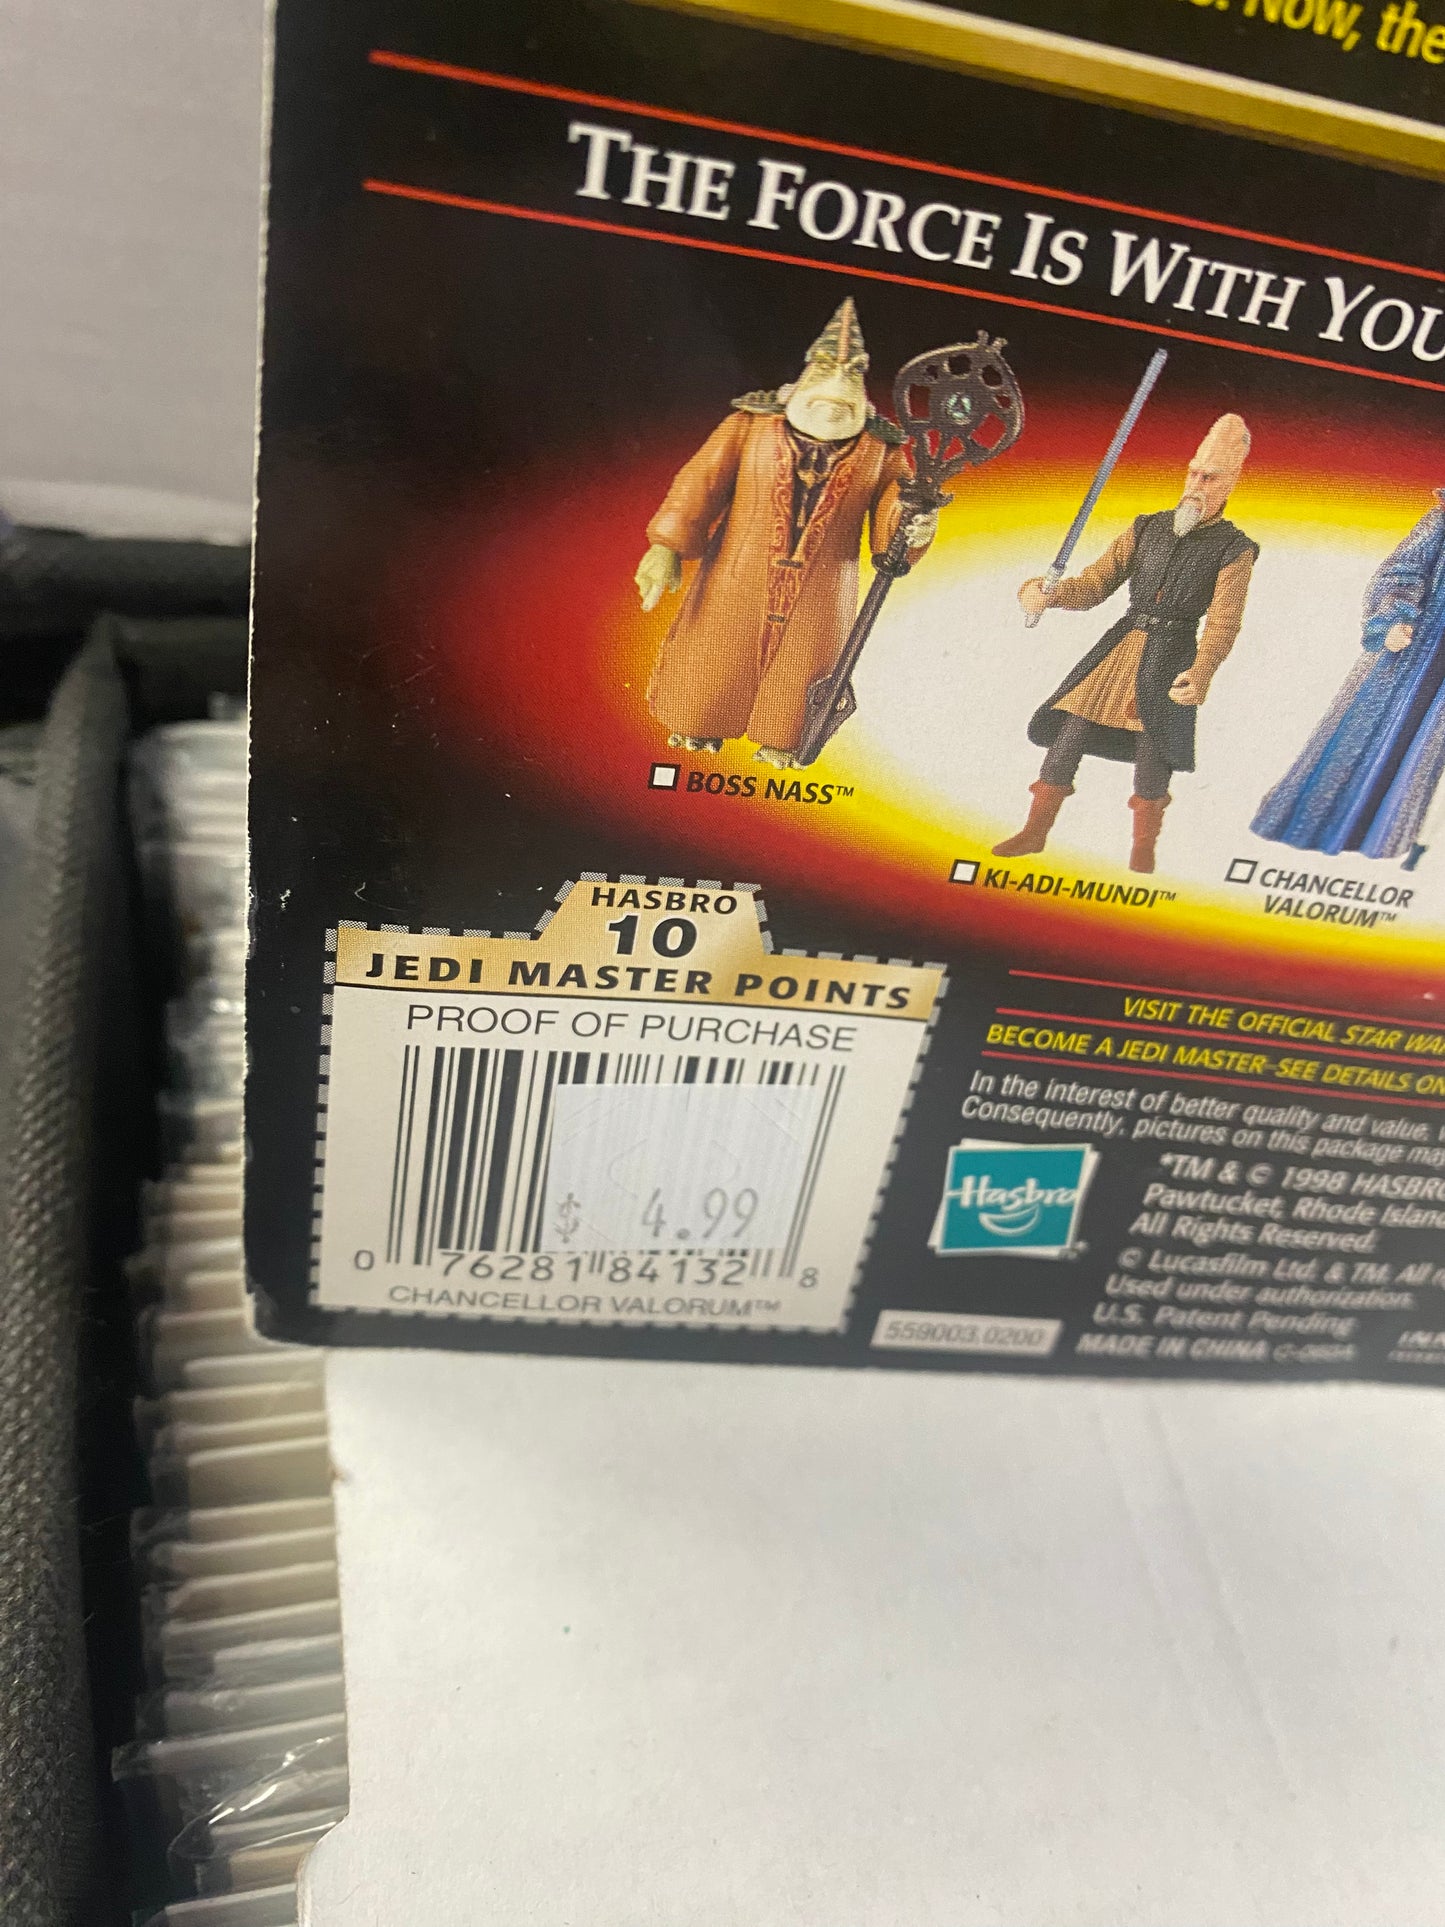 Now, the
THE FORCE IS WITH YOU
BOSS NASS™
KI-ADI-MUNDI™
CHANCELLOR
VALORUM™
HASBRO
10
JEDI MASTER POINTS
PROOF OF PURCHASE
$ 4.99
0 76281 84132 8
CHANCELLOR VALORUM™
VISIT THE OFFICIAL STAR WA
BECOME A JEDI MASTER-SEE DETAILS ON
In the interest of better quality and value,
Consequently, pictures on this package may
Hasbro
*TM & © 1998 HASBRO
Pawtucket, Rhode Island
All Rights Reserved.
© Lucasfilm Ltd. & TM. All
Used under authorization.
U.S. Patent Pending
559003.0200
MADE IN CHINA